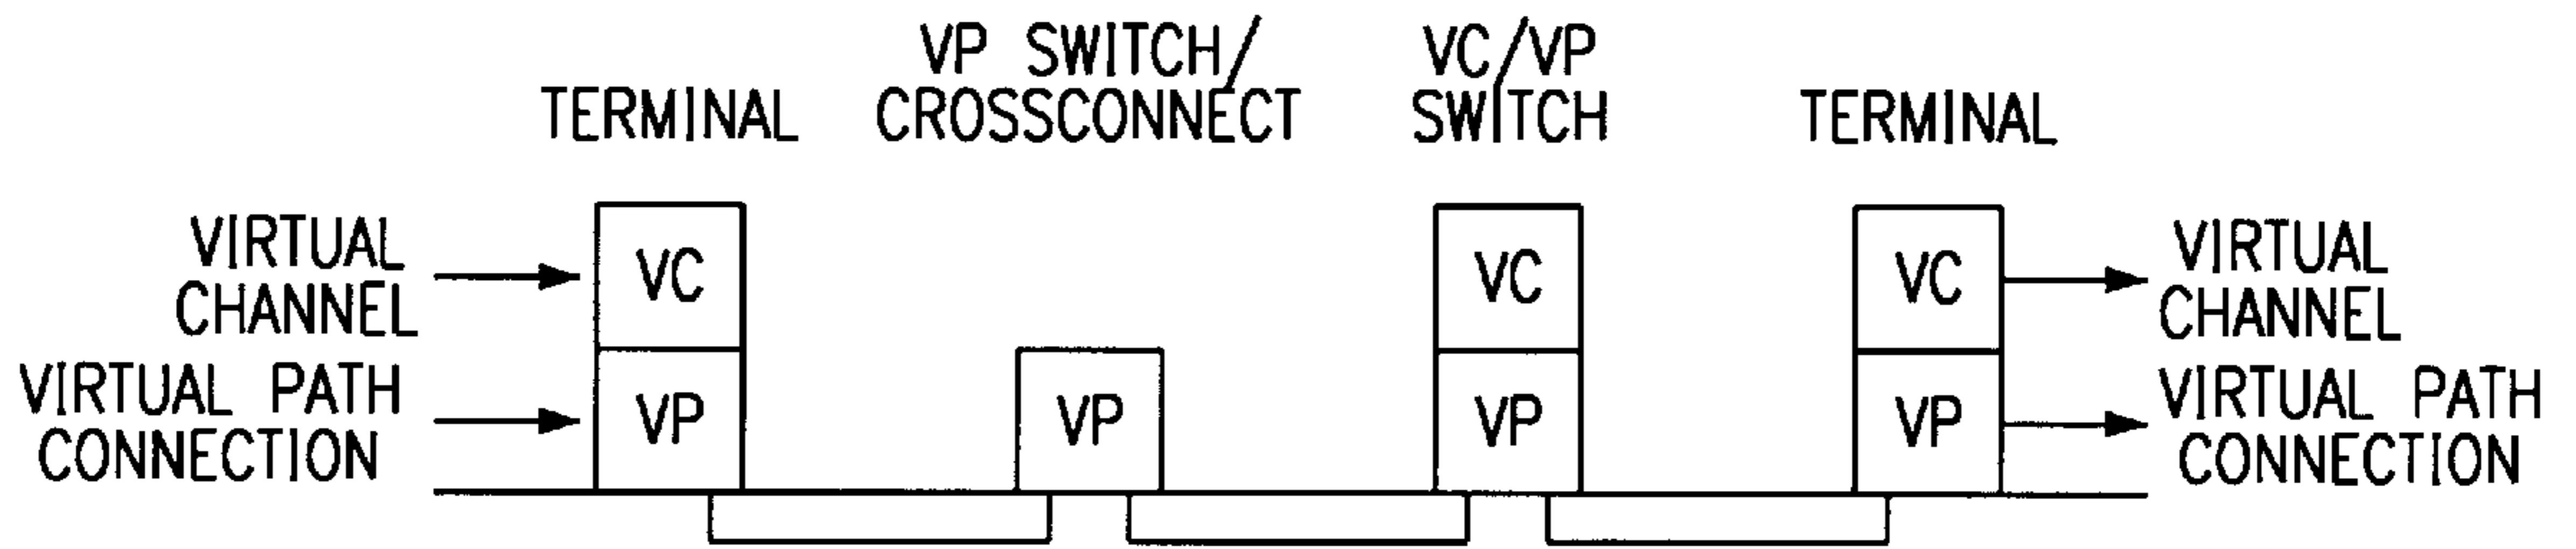 TERMINAL
VP SWITCH/
CROSSCONNECT
VC/VP
SWITCH
TERMINAL
VIRTUAL
CHANNEL
VC
VC
VC
VIRTUAL
CHANNEL
VIRTUAL PATH
CONNECTION
VP
VP
VP
VP
VIRTUAL PATH
CONNECTION